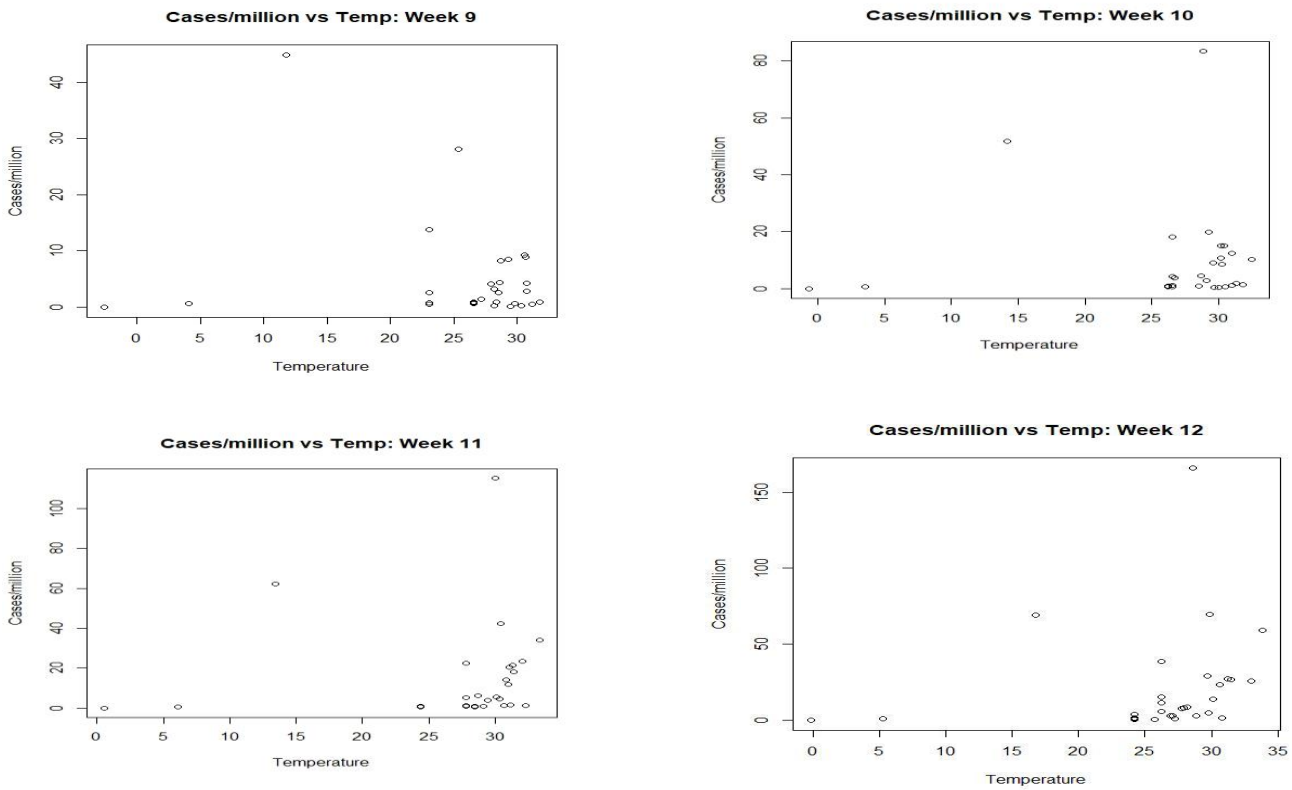 Cases/million vs Temp: Week 9
Cases/million
40
30
20
10
0
0 5 10 15 20 25 30
Temperature
Cases/million vs Temp: Week 10
Cases/million
80
60
40
20
0
0 5 10 15 20 25 30
Temperature
Cases/million vs Temp: Week 11
Cases/million
100
80
60
40
20
0
0 5 10 15 20 25 30
Temperature
Cases/million vs Temp: Week 12
Cases/million
150
100
50
0
0 5 10 15 20 25 30 35
Temperature